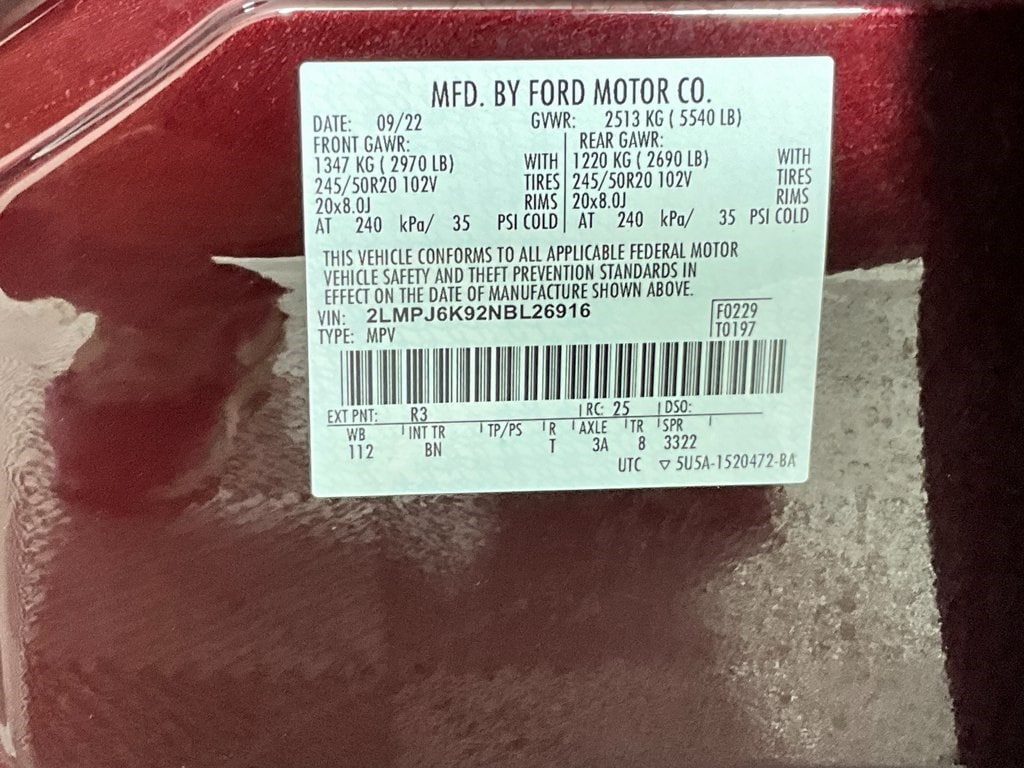 MFD. BY FORD MOTOR CO.
DATE: 09/22 GVWR: 2513 KG ( 5540 LB)
FRONT GAWR: REAR GAWR:
1347 KG ( 2970 LB) WITH 1220 KG ( 2690 LB) WITH
245/50R20 102V TIRES 245/50R20 102V TIRES
20x8.0J RIMS 20x8.0J RIMS
AT 240 kPa/ 35 PSI COLD AT 240 kPa/ 35 PSI COLD
THIS VEHICLE CONFORMS TO ALL APPLICABLE FEDERAL MOTOR
VEHICLE SAFETY AND THEFT PREVENTION STANDARDS IN
EFFECT ON THE DATE OF MANUFACTURE SHOWN ABOVE.
VIN: 2LMPJ6K92NBL26916 F0229
TYPE: MPV T0197
EXT PNT: R3 RC: 25 DSO:
WB INT TR TP/PS R AXLE TR SPR
112 BN T 3A 8 3322
UTC ▽ 5U5A-1520472-BA